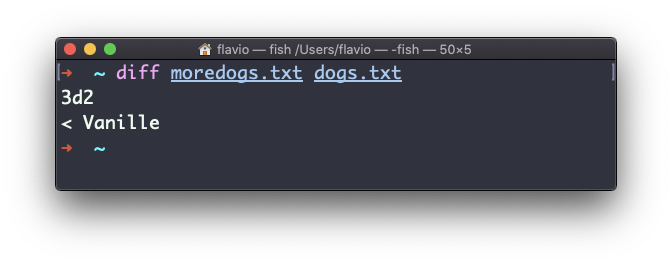 flavio — fish /Users/flavio — -fish — 50×5
➜ ~ diff moredogs.txt dogs.txt
3d2
< Vanille
➜ ~